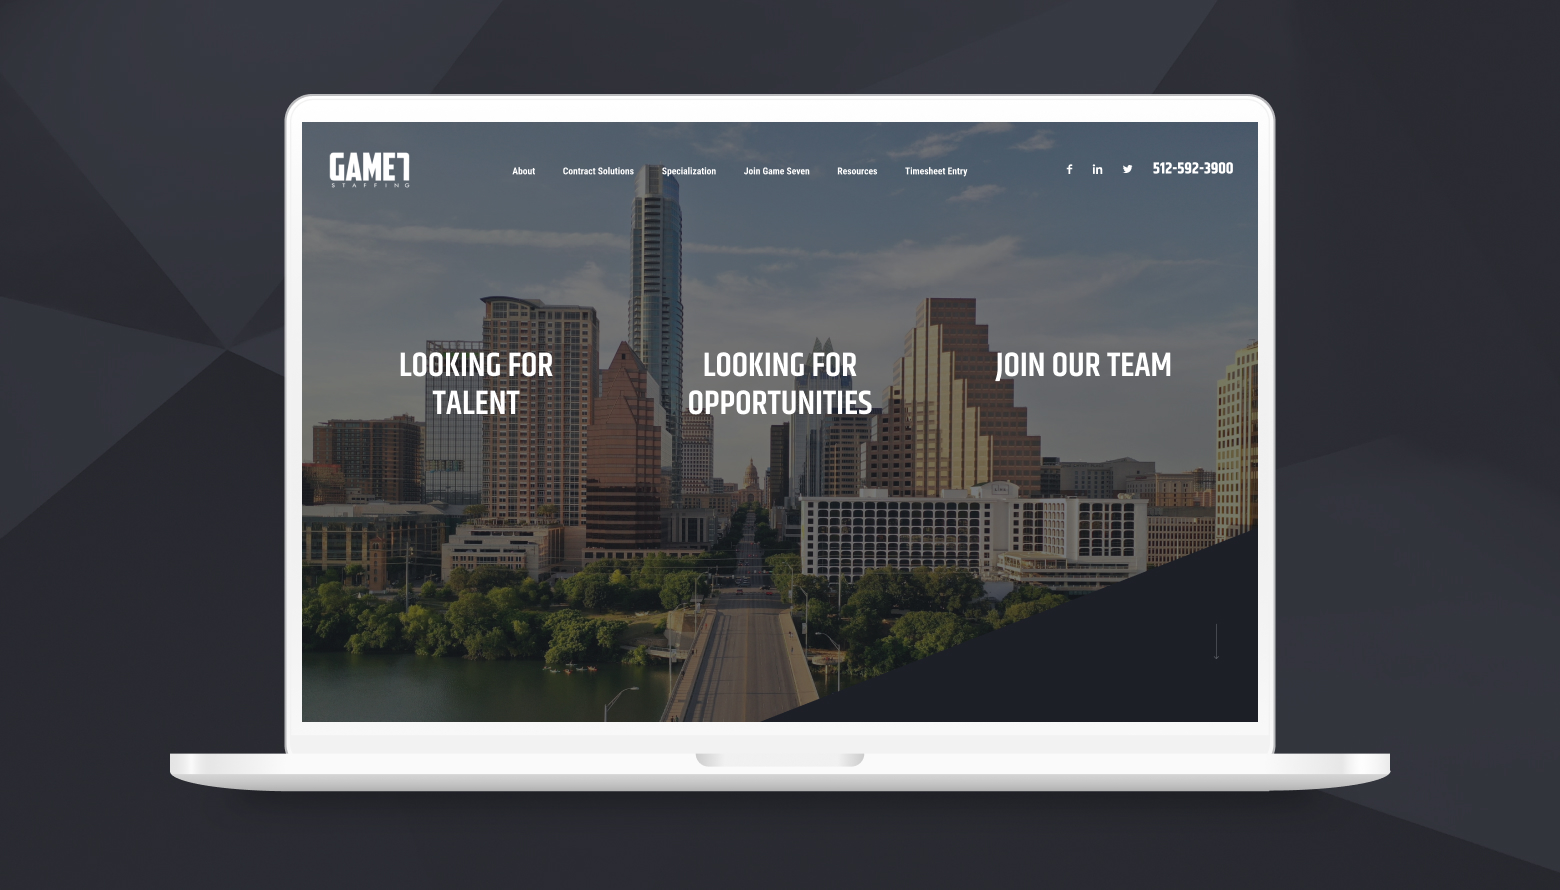 GAME7
STAFFING
About Contract Solutions Specialization Join Game Seven Resources Timesheet Entry
512-592-3900
LOOKING FOR
TALENT
LOOKING FOR
OPPORTUNITIES
JOIN OUR TEAM